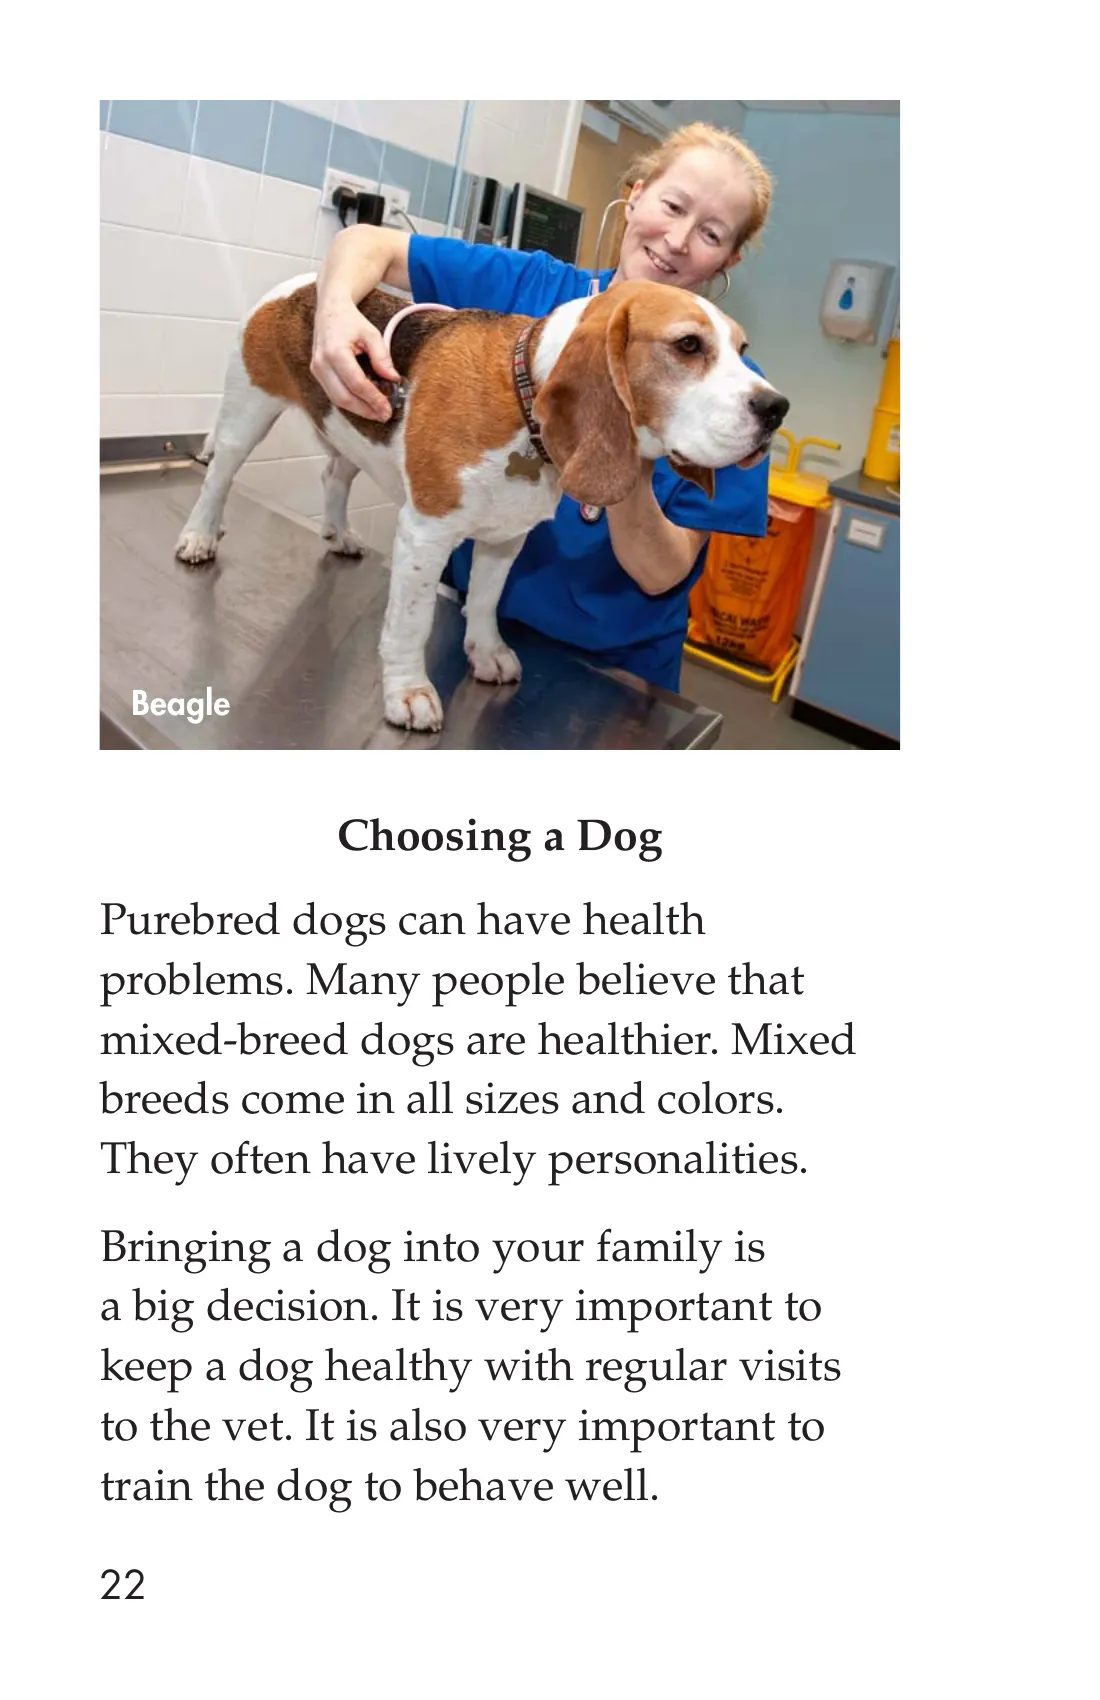 Beagle
Choosing a Dog
Purebred dogs can have health
problems. Many people believe that
mixed-breed dogs are healthier. Mixed
breeds come in all sizes and colors.
They often have lively personalities.
Bringing a dog into your family is
a big decision. It is very important to
keep a dog healthy with regular visits
to the vet. It is also very important to
train the dog to behave well.
22